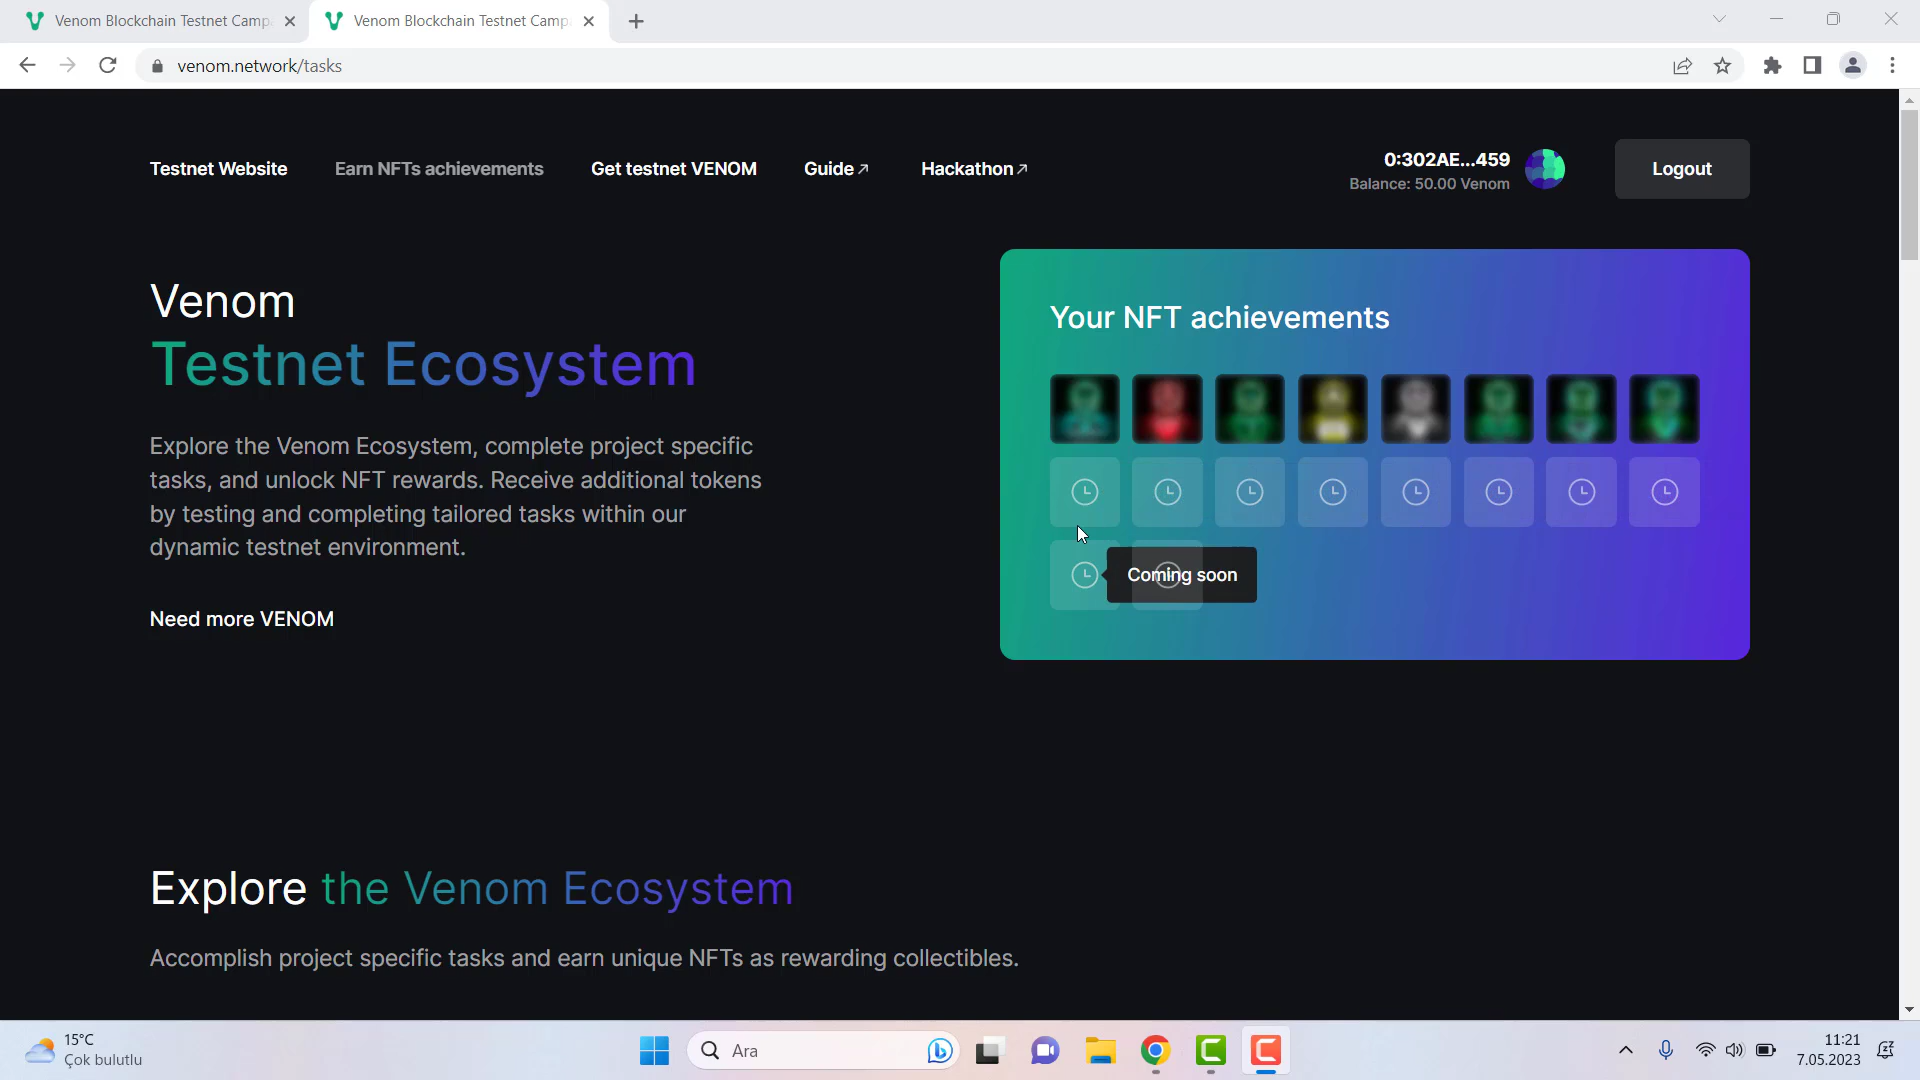 Venom Blockchain Testnet Camp
Venom Blockchain Testnet Camp
venom.network/tasks
Testnet Website
Earn NFTs achievements
Get testnet VENOM
Guide↗
Hackathon↗
0:302AE...459
Balance: 50.00 Venom
Logout
Venom
Testnet Ecosystem
Explore the Venom Ecosystem, complete project specific
tasks, and unlock NFT rewards. Receive additional tokens
by testing and completing tailored tasks within our
dynamic testnet environment.
Need more VENOM
Your NFT achievements
Coming soon
Explore the Venom Ecosystem
Accomplish project specific tasks and earn unique NFTs as rewarding collectibles.
15°C
Çok bulutlu
Ara
11:21
7.05.2023